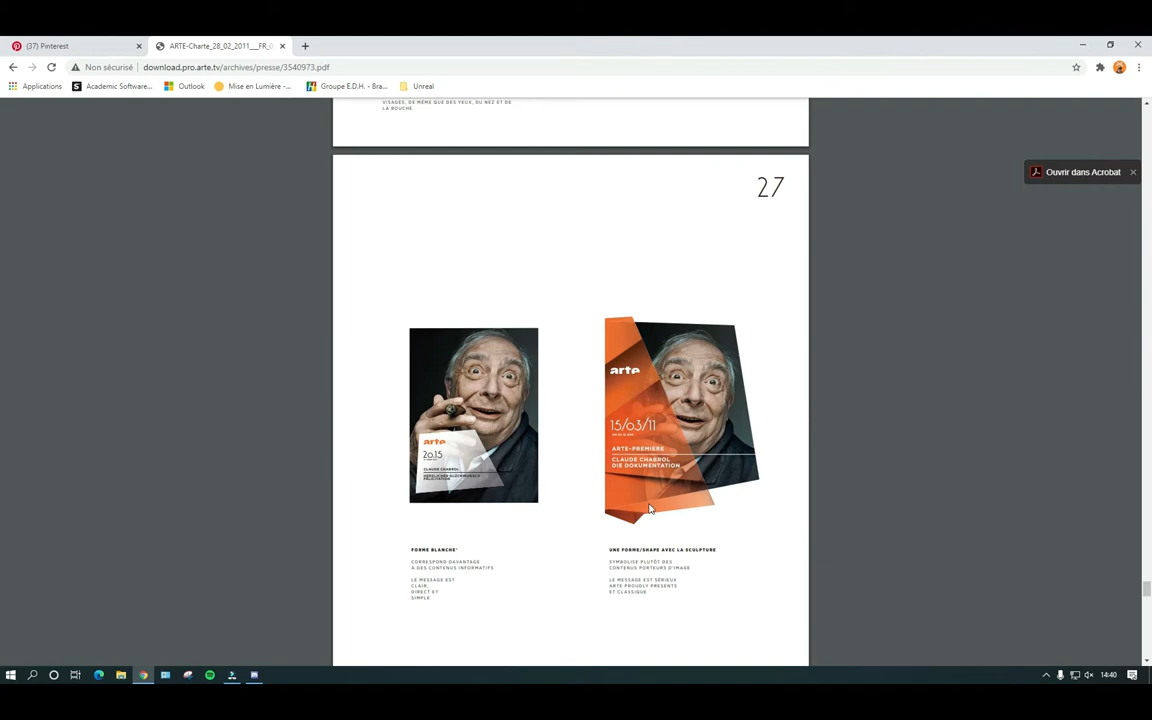 (37) Pinterest
ARTE-Charte_28_02_2011___FR_0
Non sécurisé
download.pro.arte.tv/archives/presse/3540973.pdf
Applications
Academic Software...
Outlook
Mise en Lumière -...
Groupe E.D.H. - Bra...
Unreal
VISAGES, DE MÊME QUE DES YEUX, DU NEZ ET DE
LA BOUCHE.
Ouvrir dans Acrobat
27
arte
20.15
CLAUDE CHABROL
HERZLICHEN GLÜCKWUNSCH
FÉLICITATION
arte
15/03/11
ARTE-PREMIERE
CLAUDE CHABROL
DIE DOKUMENTATION
FORME BLANCHE*
CORRESPOND DAVANTAGE
À DES CONTENUS INFORMATIFS
LE MESSAGE EST
CLAIR,
DIRECT ET
SIMPLE
UNE FORME/SHAPE AVEC LA SCULPTURE
SYMBOLISE PLUTÔT DES
CONTENUS PORTEURS D'IMAGE
LE MESSAGE EST SÉRIEUX
ARTE PROUDLY PRESENTS
ET CLASSIQUE
14:40